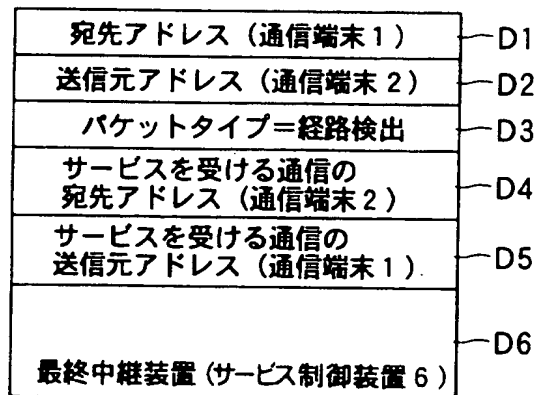 宛先アドレス（通信端末1） D1
送信元アドレス（通信端末2） D2
パケットタイプ＝経路検出 D3
サービスを受ける通信の
宛先アドレス（通信端末2） D4
サービスを受ける通信の
送信元アドレス（通信端末1） D5
D6
最終中継装置（サービス制御装置6）